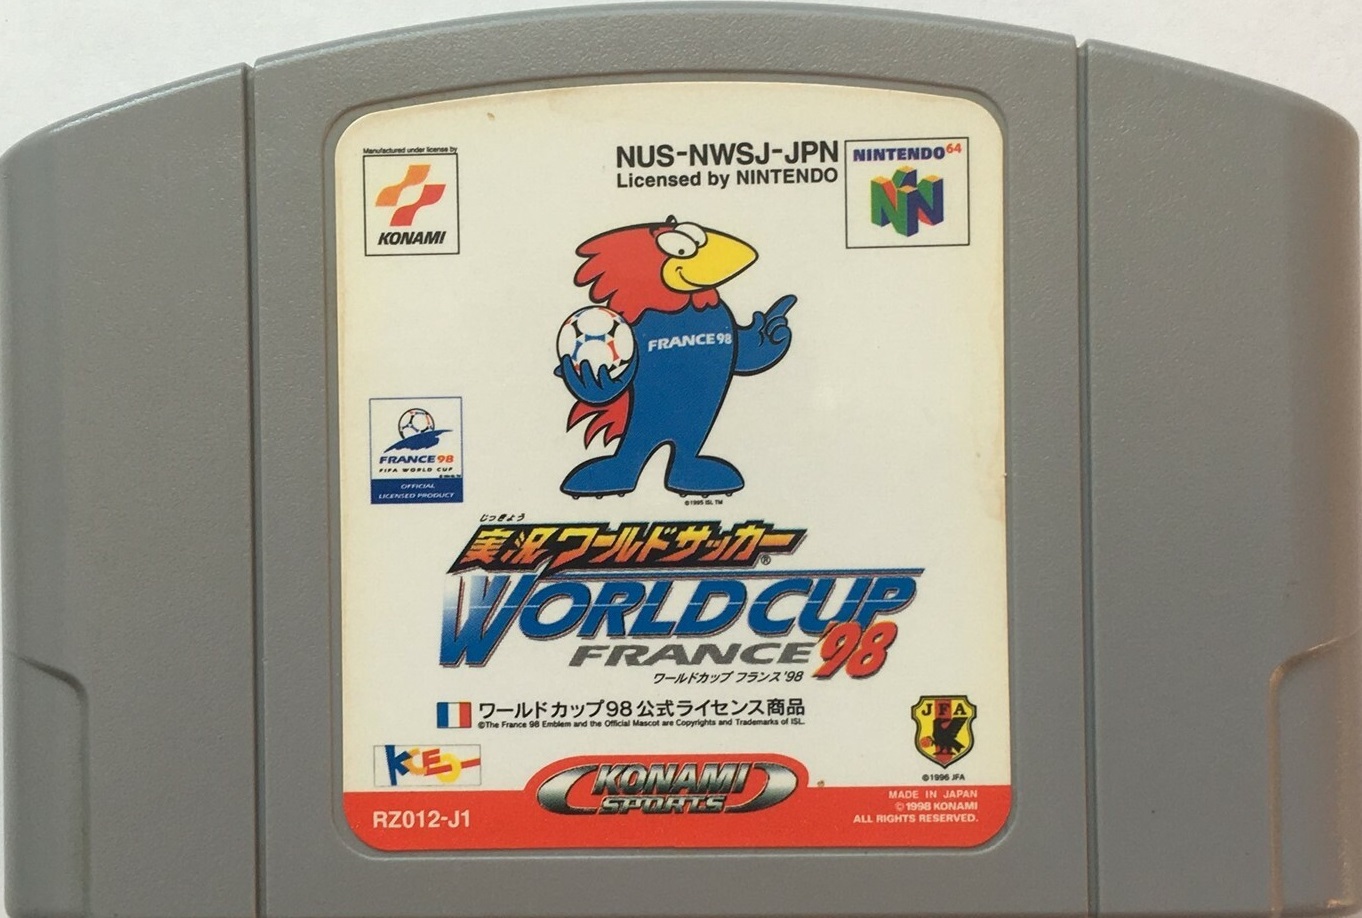 Manufactured under license by
KONAMI
NUS-NWSJ-JPN
Licensed by NINTENDO
NINTENDO64
FRANCE98
FRANCE98
FIFA WORLD CUP
OFFICIAL
LICENSED PRODUCT
©1995 ISL TM
じっきょう
実況ワールドサッカー®
WORLD CUP
FRANCE '98
ワールドカップ フランス'98
ワールドカップ98公式ライセンス商品
©The France 98 Emblem and the Official Mascot are Copyrights and Trademarks of ISL.
JFA
©1996 JFA
KCEO
KONAMI
SPORTS
RZ012-J1
MADE IN JAPAN
©1998 KONAMI
ALL RIGHTS RESERVED.